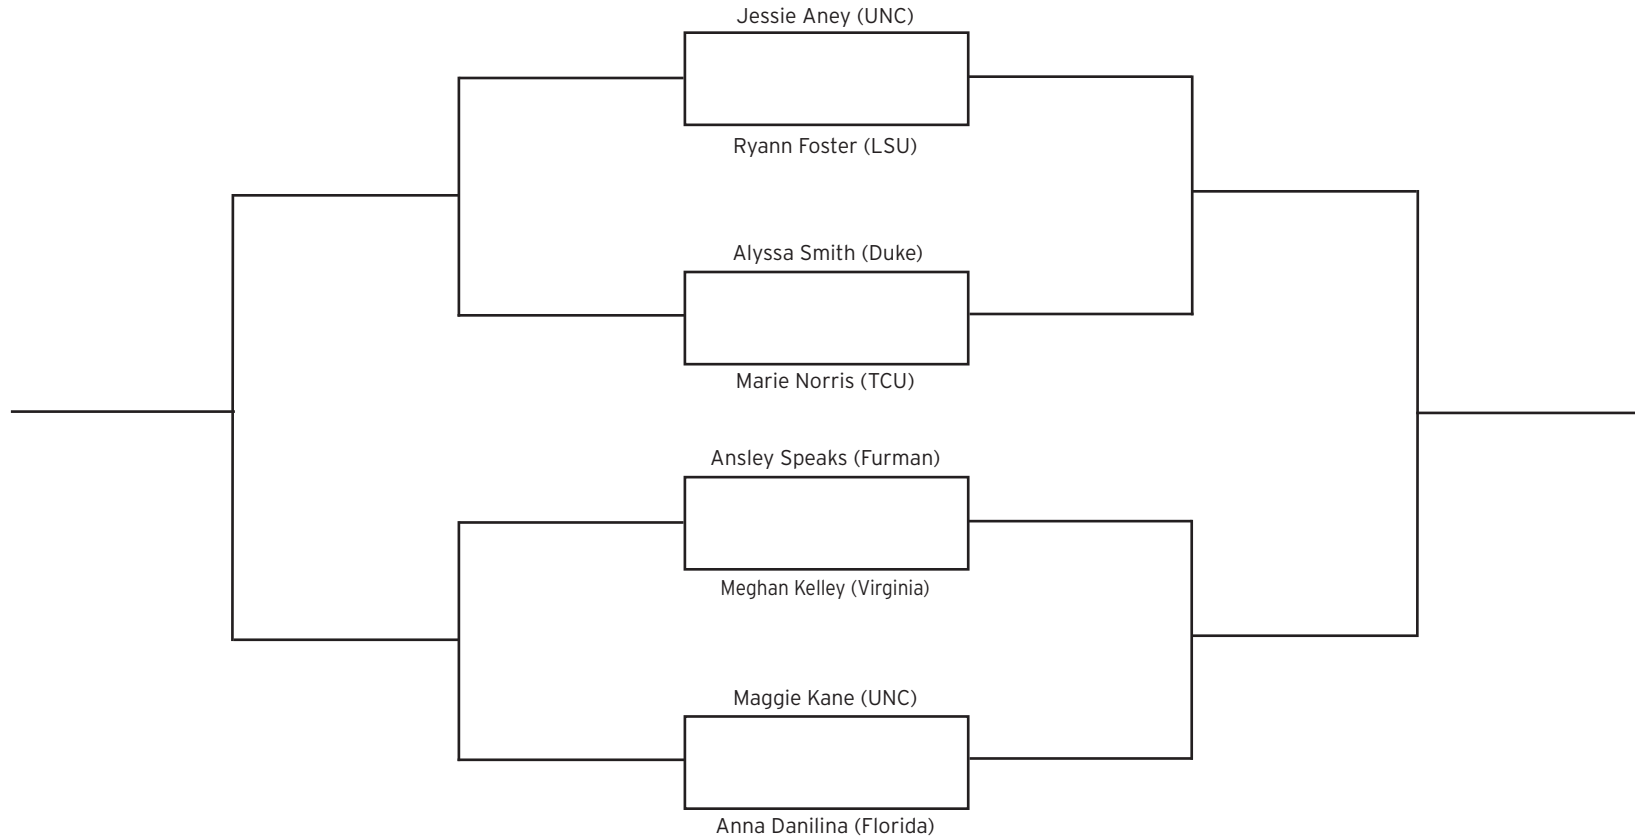 Jessie Aney (UNC)
Ryann Foster (LSU)
Alyssa Smith (Duke)
Marie Norris (TCU)
Ansley Speaks (Furman)
Meghan Kelley (Virginia)
Maggie Kane (UNC)
Anna Danilina (Florida)